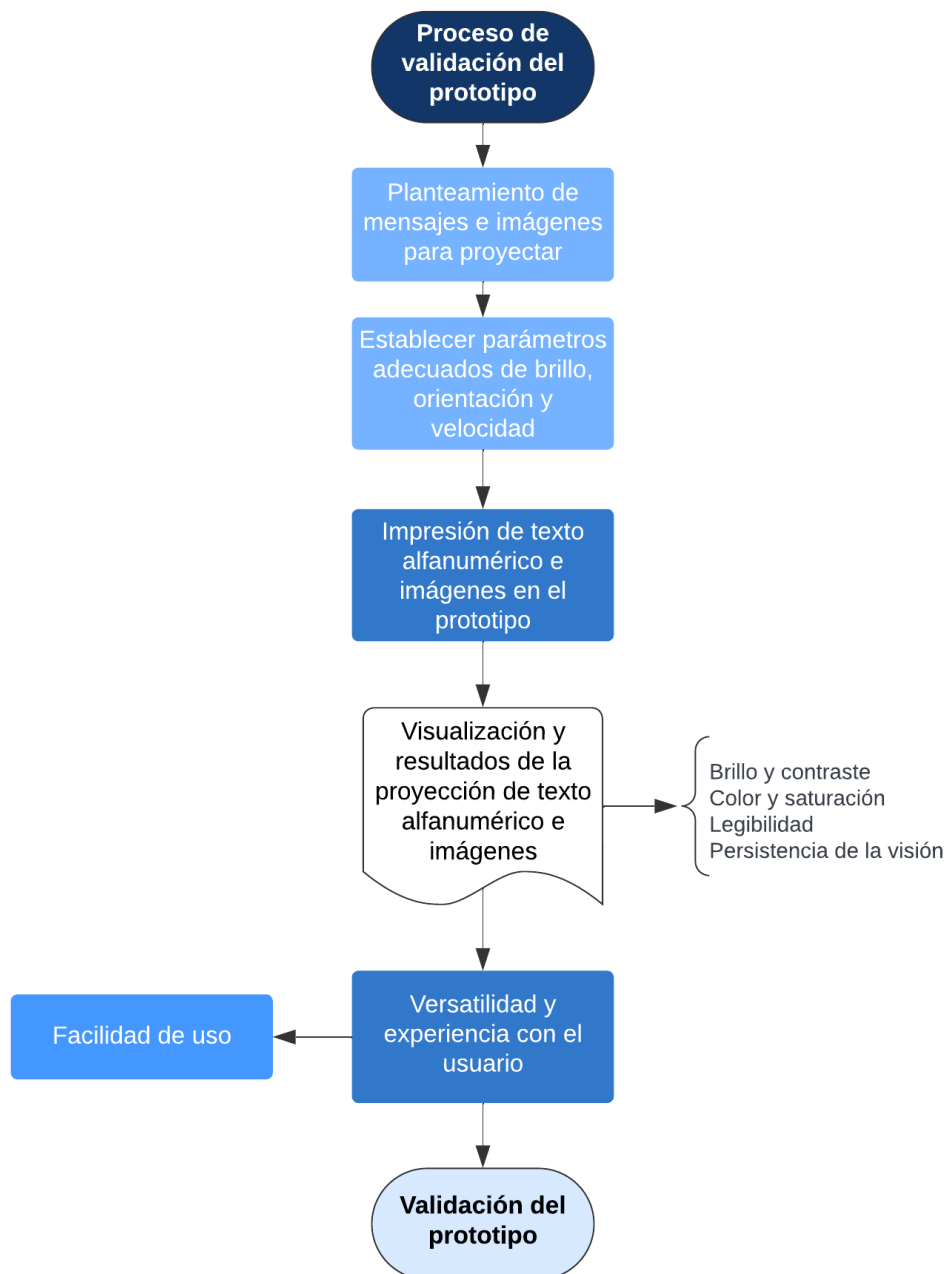 Proceso de
validación del
prototipo
Planteamiento de
mensajes e imágenes
para proyectar
Establecer parámetros
adecuados de brillo,
orientación y
velocidad
Impresión de texto
alfanumérico e
imágenes en el
prototipo
Visualización y
resultados de la
proyección de texto
alfanumérico e
imágenes
Brillo y contraste
Color y saturación
Legibilidad
Persistencia de la visión
Versatilidad y
experiencia con el
usuario
Facilidad de uso
Validación del
prototipo